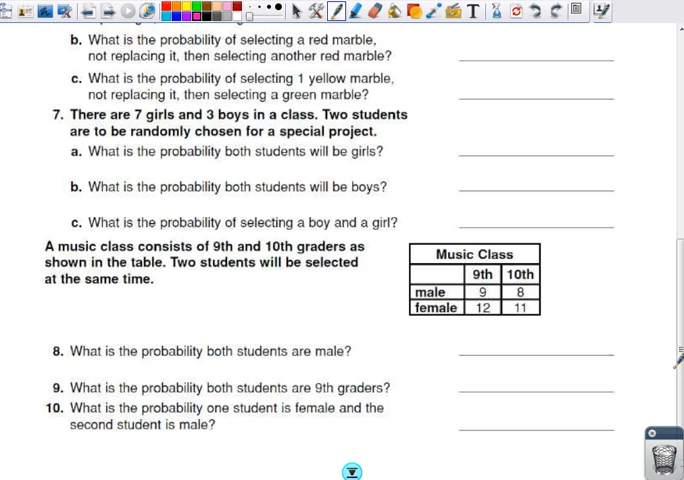 b. What is the probability of selecting a red marble,
not replacing it, then selecting another red marble?
c. What is the probability of selecting 1 yellow marble,
not replacing it, then selecting a green marble?
7. There are 7 girls and 3 boys in a class. Two students
are to be randomly chosen for a special project.
a. What is the probability both students will be girls?
b. What is the probability both students will be boys?
c. What is the probability of selecting a boy and a girl?
A music class consists of 9th and 10th graders as
shown in the table. Two students will be selected
at the same time.
Music Class
9th 10th
male 9 8
female 12 11
8. What is the probability both students are male?
9. What is the probability both students are 9th graders?
10. What is the probability one student is female and the
second student is male?